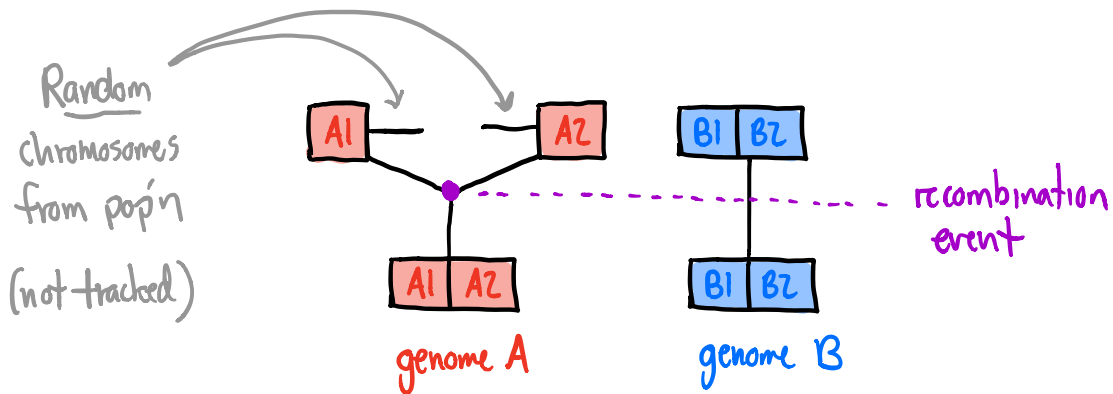 Random
chromosomes
from pop'n
(not tracked)
A1
A2
B1 B2
recombination
event
A1 A2
B1 B2
genome A
genome B